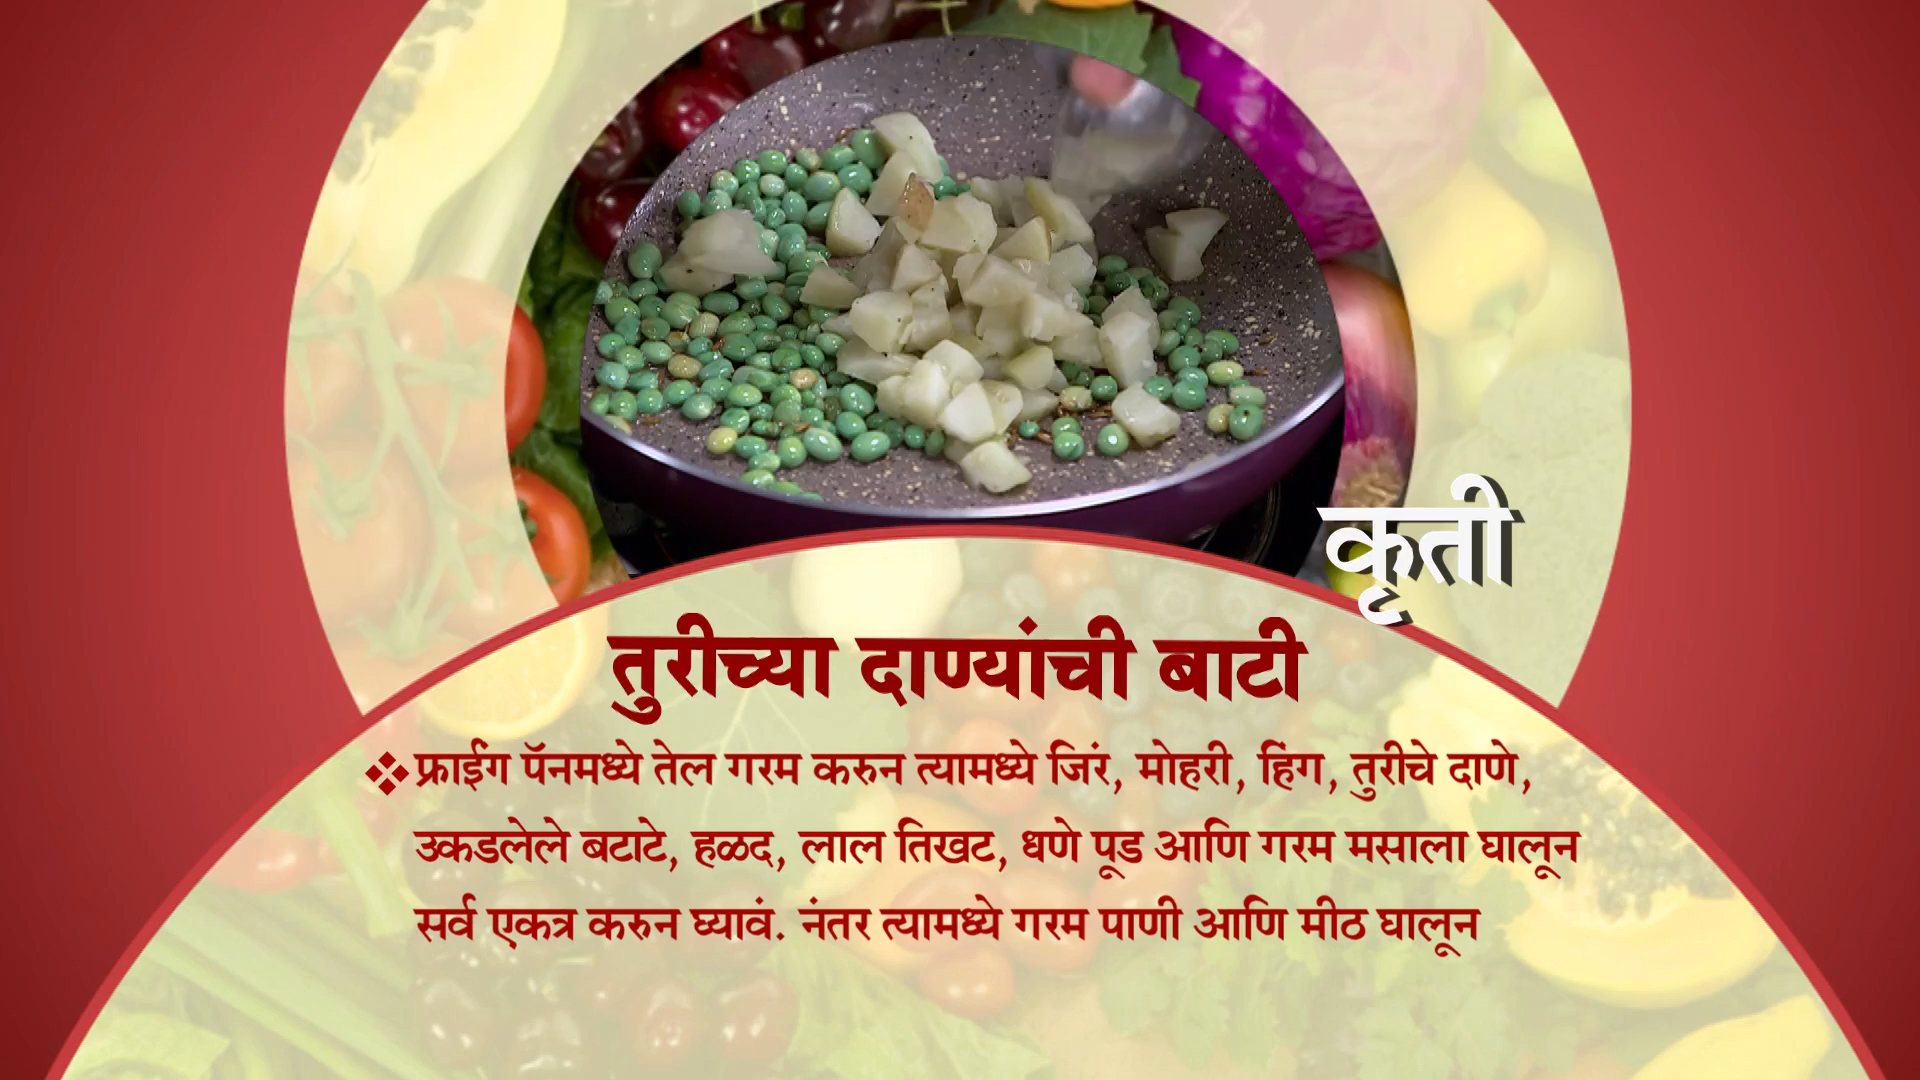 कृती
तुरीच्या दाण्यांची बाटी
फ्राईंग पॅनमध्ये तेल गरम करुन त्यामध्ये जिरं, मोहरी, हिंग, तुरीचे दाणे,
उकडलेले बटाटे, हळद, लाल तिखट, धणे पूड आणि गरम मसाला घालून
सर्व एकत्र करुन घ्यावं. नंतर त्यामध्ये गरम पाणी आणि मीठ घालून